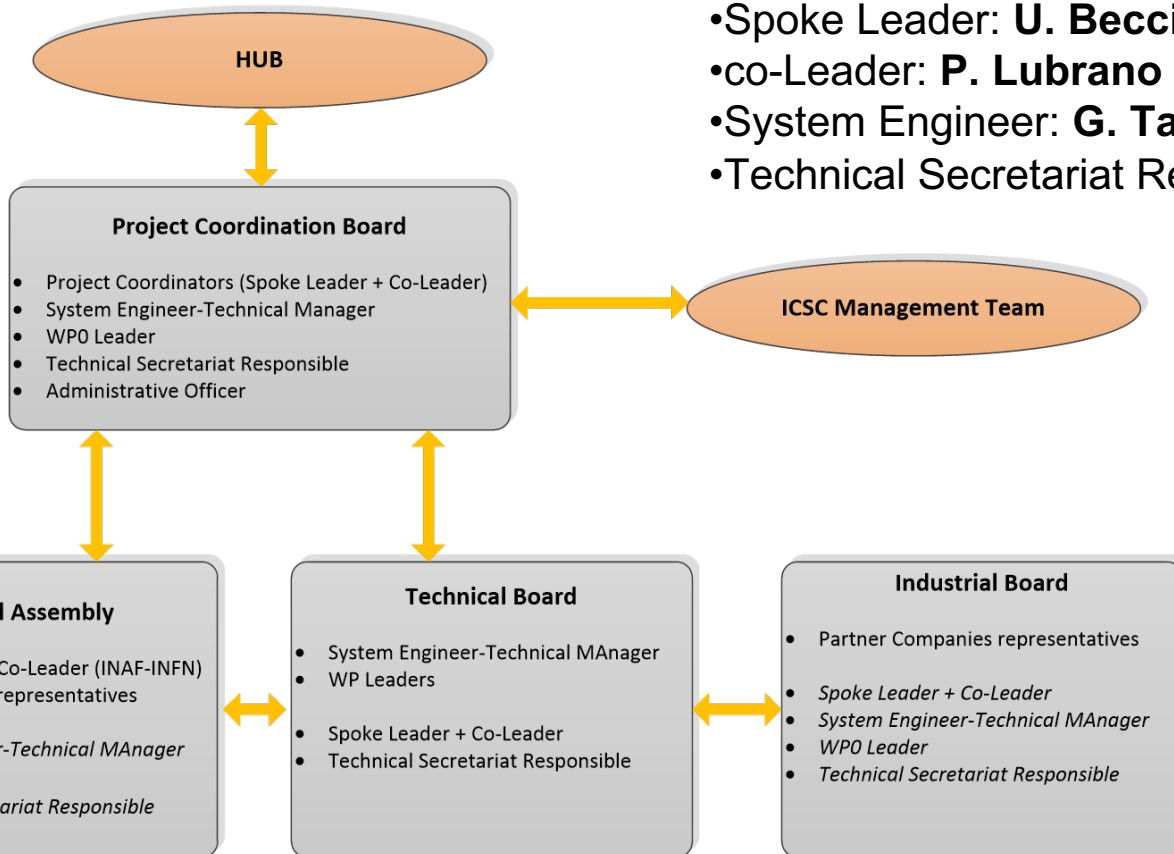 HUB
•Spoke Leader: U. Becci
•co-Leader: P. Lubrano
•System Engineer: G. Ta
•Technical Secretariat Re
Project Coordination Board
• Project Coordinators (Spoke Leader + Co-Leader)
• System Engineer-Technical Manager
• WP0 Leader
• Technical Secretariat Responsible
• Administrative Officer
ICSC Management Team
Assembly
Co-Leader (INAF-INFN)
representatives
r-Technical MAnager
ariat Responsible
Technical Board
• System Engineer-Technical MAnager
• WP Leaders
• Spoke Leader + Co-Leader
• Technical Secretariat Responsible
Industrial Board
• Partner Companies representatives
• Spoke Leader + Co-Leader
• System Engineer-Technical MAnager
• WP0 Leader
• Technical Secretariat Responsible